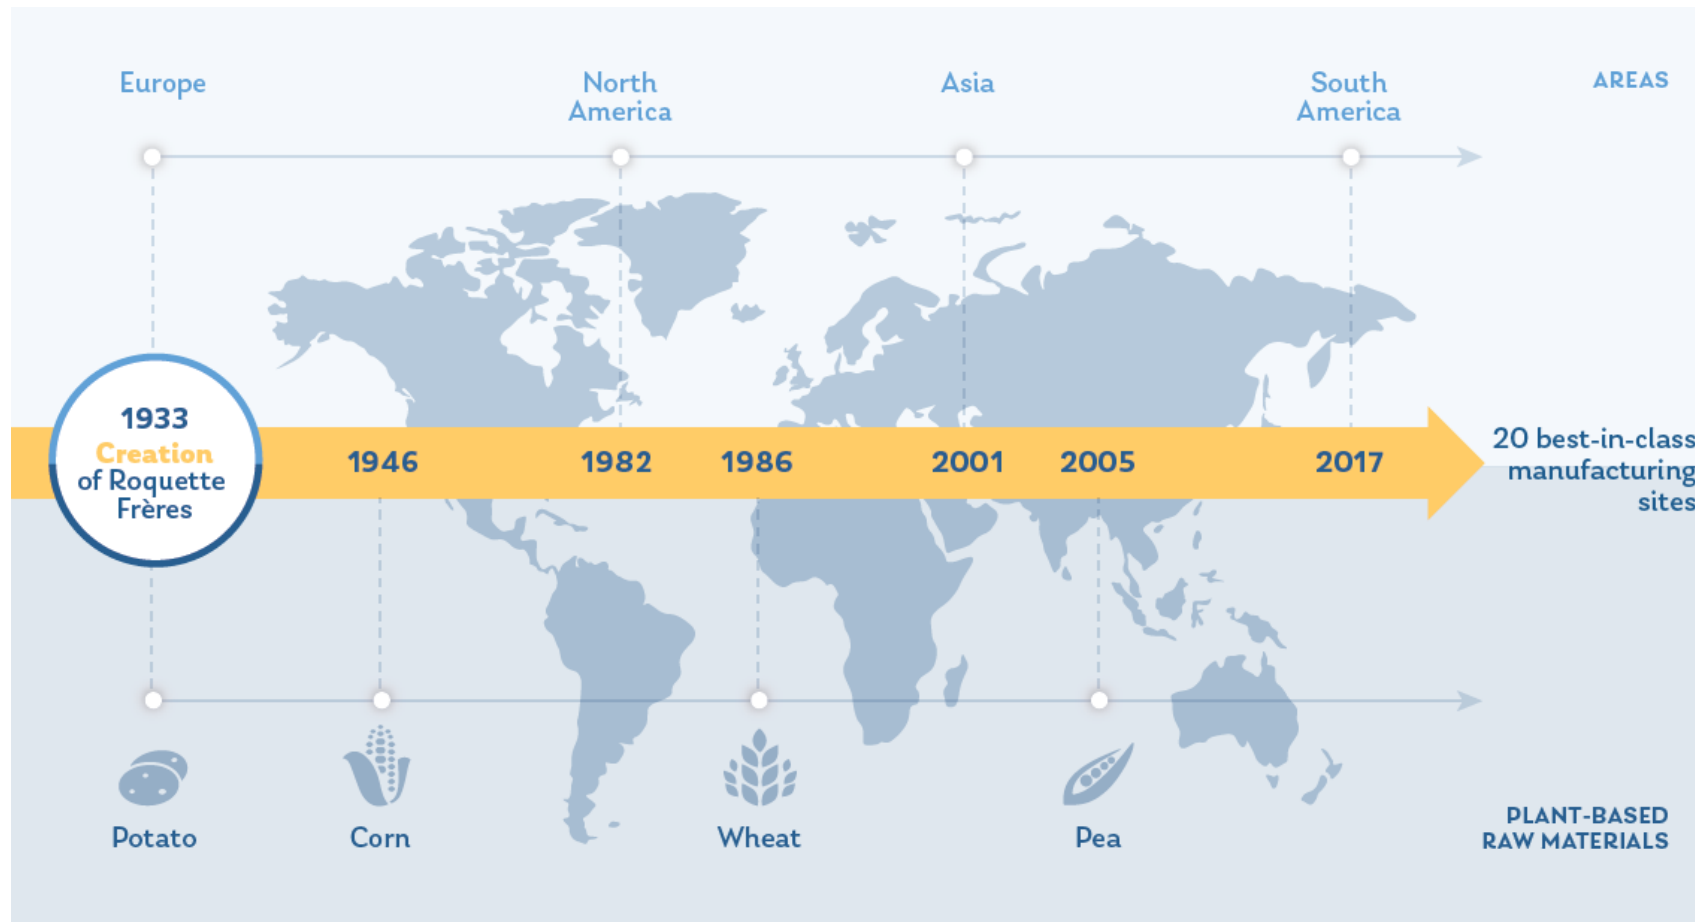 Europe
North
America
Asia
South
America
AREAS
1933
Creation
of Roquette
Frères
1946
1982
1986
2001
2005
2017
20 best-in-class
manufacturing
sites
Potato
Corn
Wheat
Pea
PLANT-BASED
RAW MATERIALS